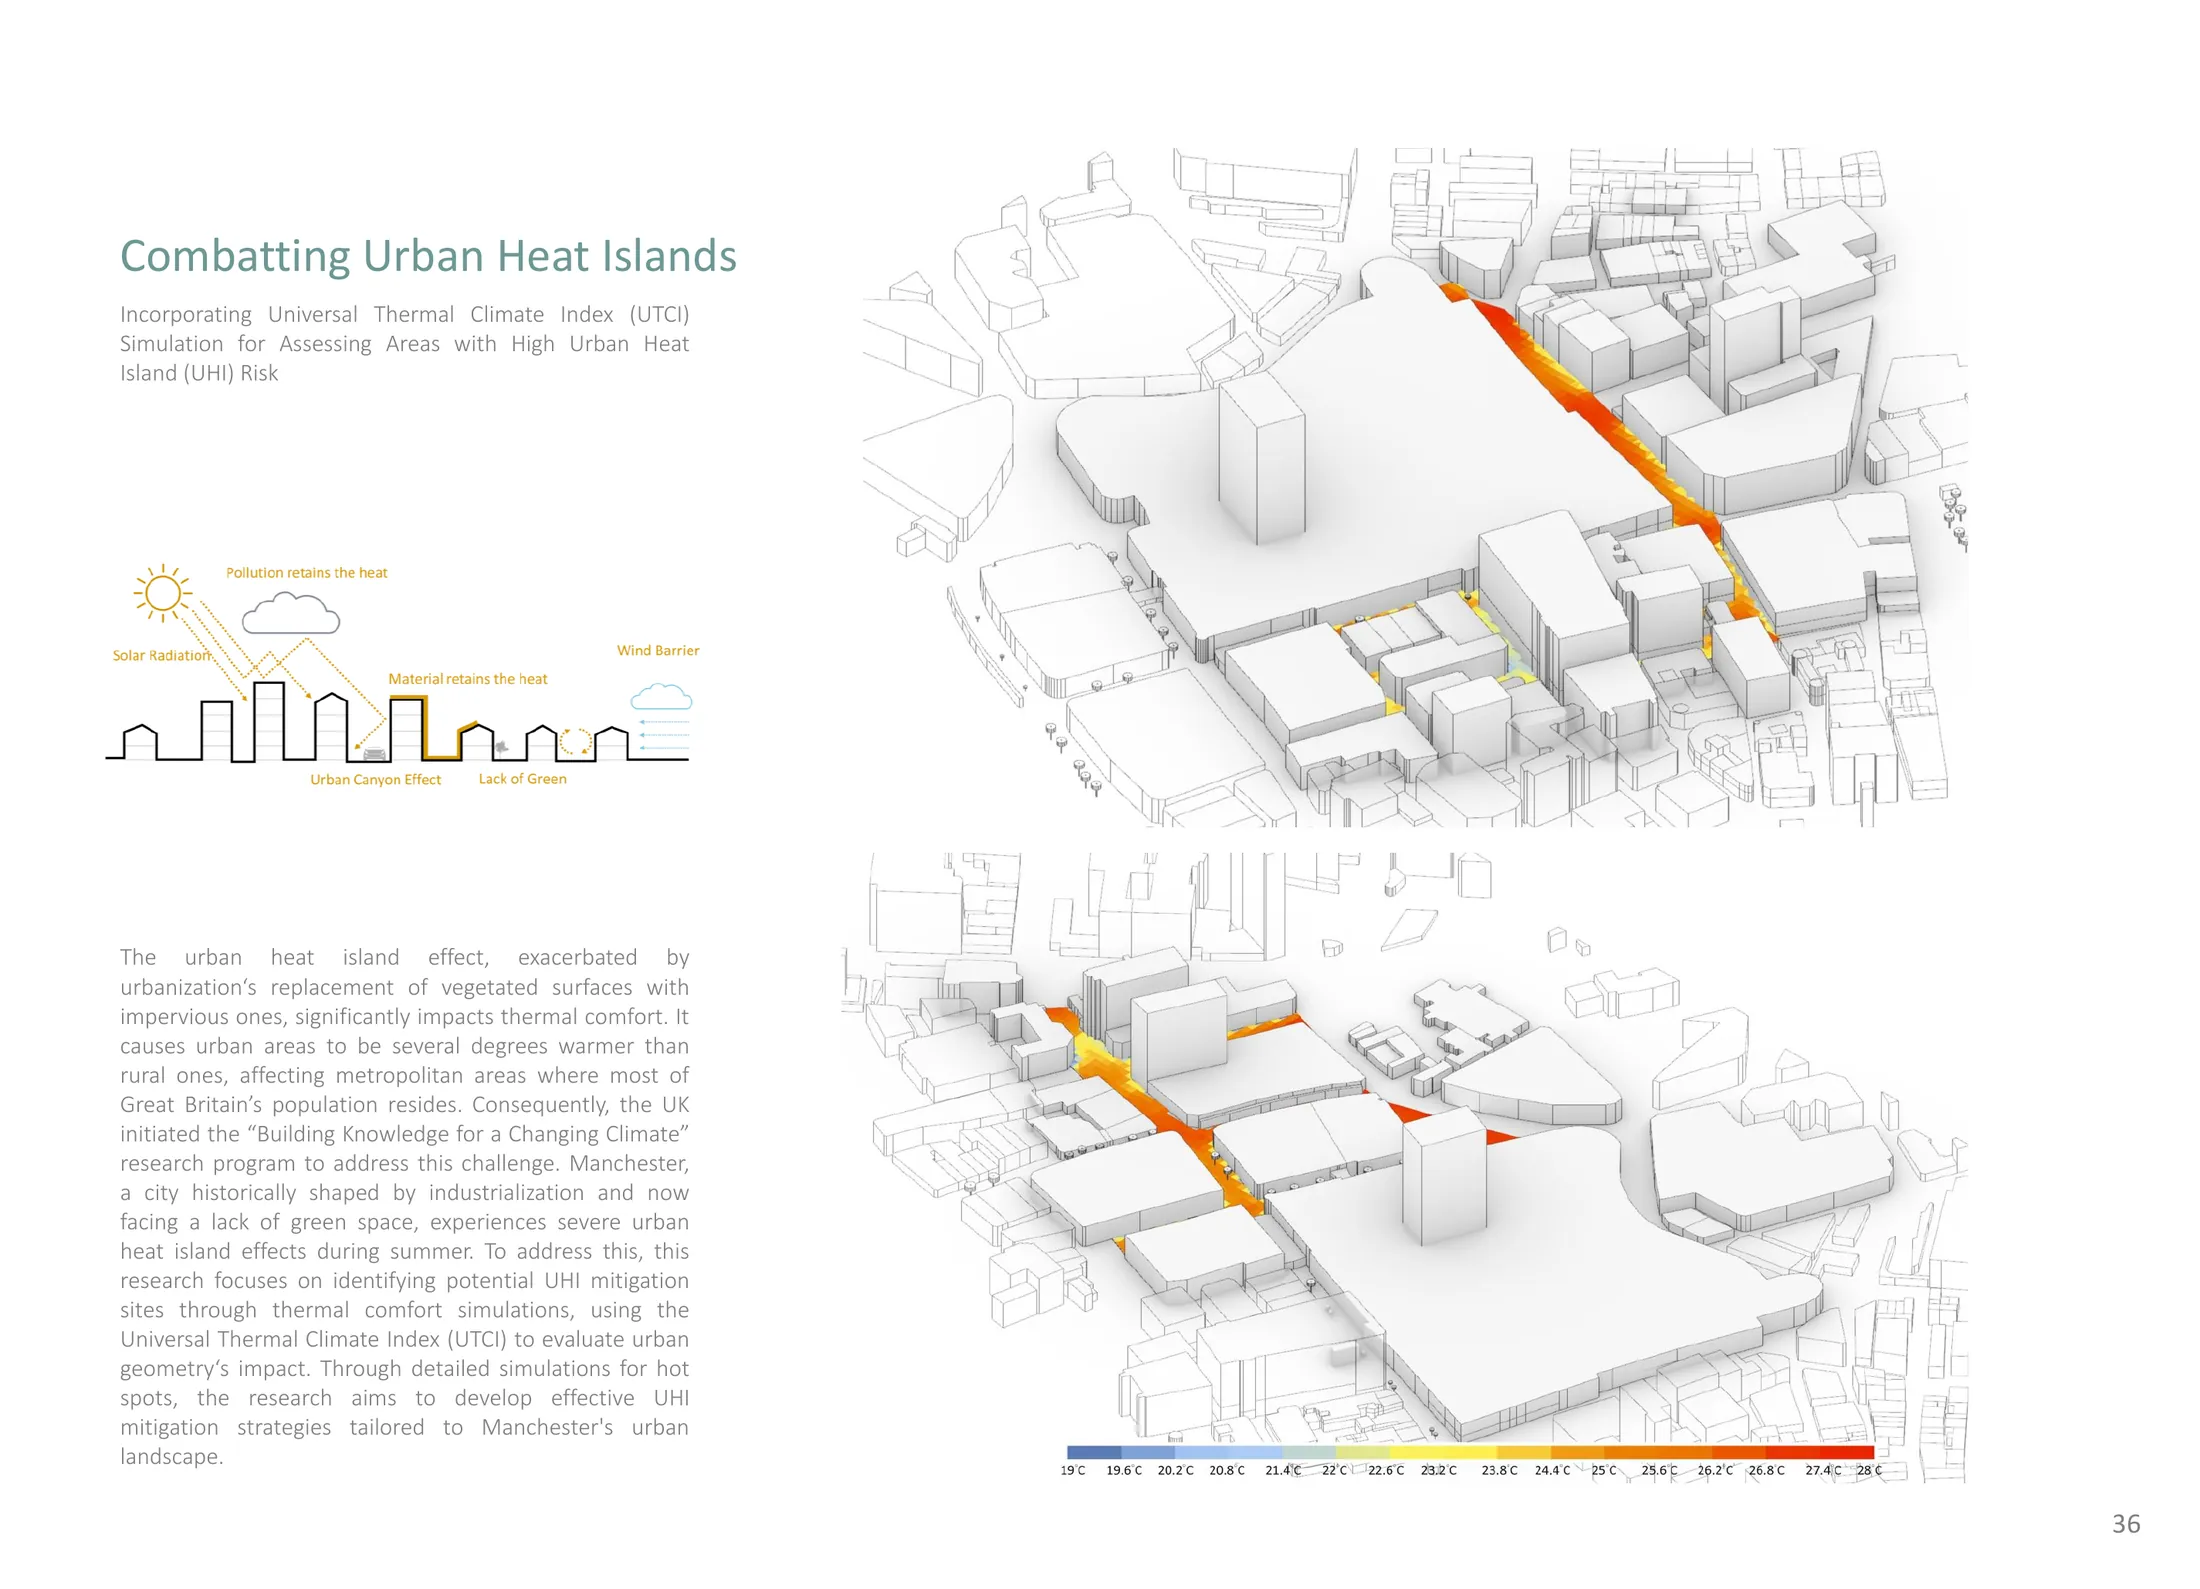 Combatting Urban Heat Islands
Incorporating Universal Thermal Climate Index (UTCI)
Simulation for Assessing Areas with High Urban Heat
Island (UHI) Risk
Pollution retains the heat
Solar Radiation
Wind Barrier
Material retains the heat
Urban Canyon Effect
Lack of Green
The urban heat island effect, exacerbated by
urbanization‘s replacement of vegetated surfaces with
impervious ones, significantly impacts thermal comfort. It
causes urban areas to be several degrees warmer than
rural ones, affecting metropolitan areas where most of
Great Britain’s population resides. Consequently, the UK
initiated the “Building Knowledge for a Changing Climate”
research program to address this challenge. Manchester,
a city historically shaped by industrialization and now
facing a lack of green space, experiences severe urban
heat island effects during summer. To address this, this
research focuses on identifying potential UHI mitigation
sites through thermal comfort simulations, using the
Universal Thermal Climate Index (UTCI) to evaluate urban
geometry‘s impact. Through detailed simulations for hot
spots, the research aims to develop effective UHI
mitigation strategies tailored to Manchester's urban
landscape.
19°C 19.6°C 20.2°C 20.8°C 21.4°C 22°C 22.6°C 23.2°C 23.8°C 24.4°C 25°C 25.6°C 26.2°C 26.8°C 27.4°C 28°C
36